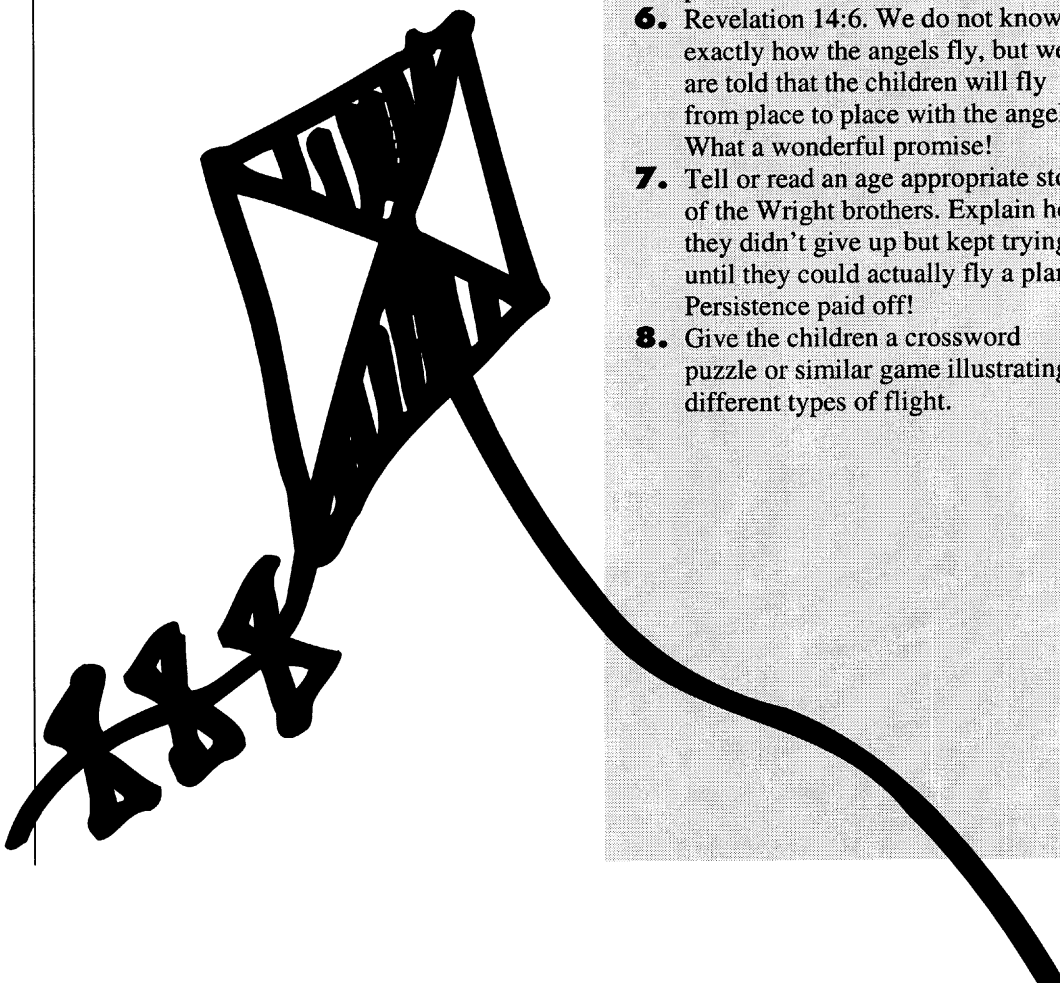 6. Revelation 14:6. We do not know
exactly how the angels fly, but we
are told that the children will fly
from place to place with the
What a wonderful promise!
7. Tell or read an age appropriate
of the Wright brothers. Explain
they didn't give up but kept trying
until they could actually fly a
Persistence paid off!
8. Give the children a crossword
puzzle or similar game illustrating
different types of flight.